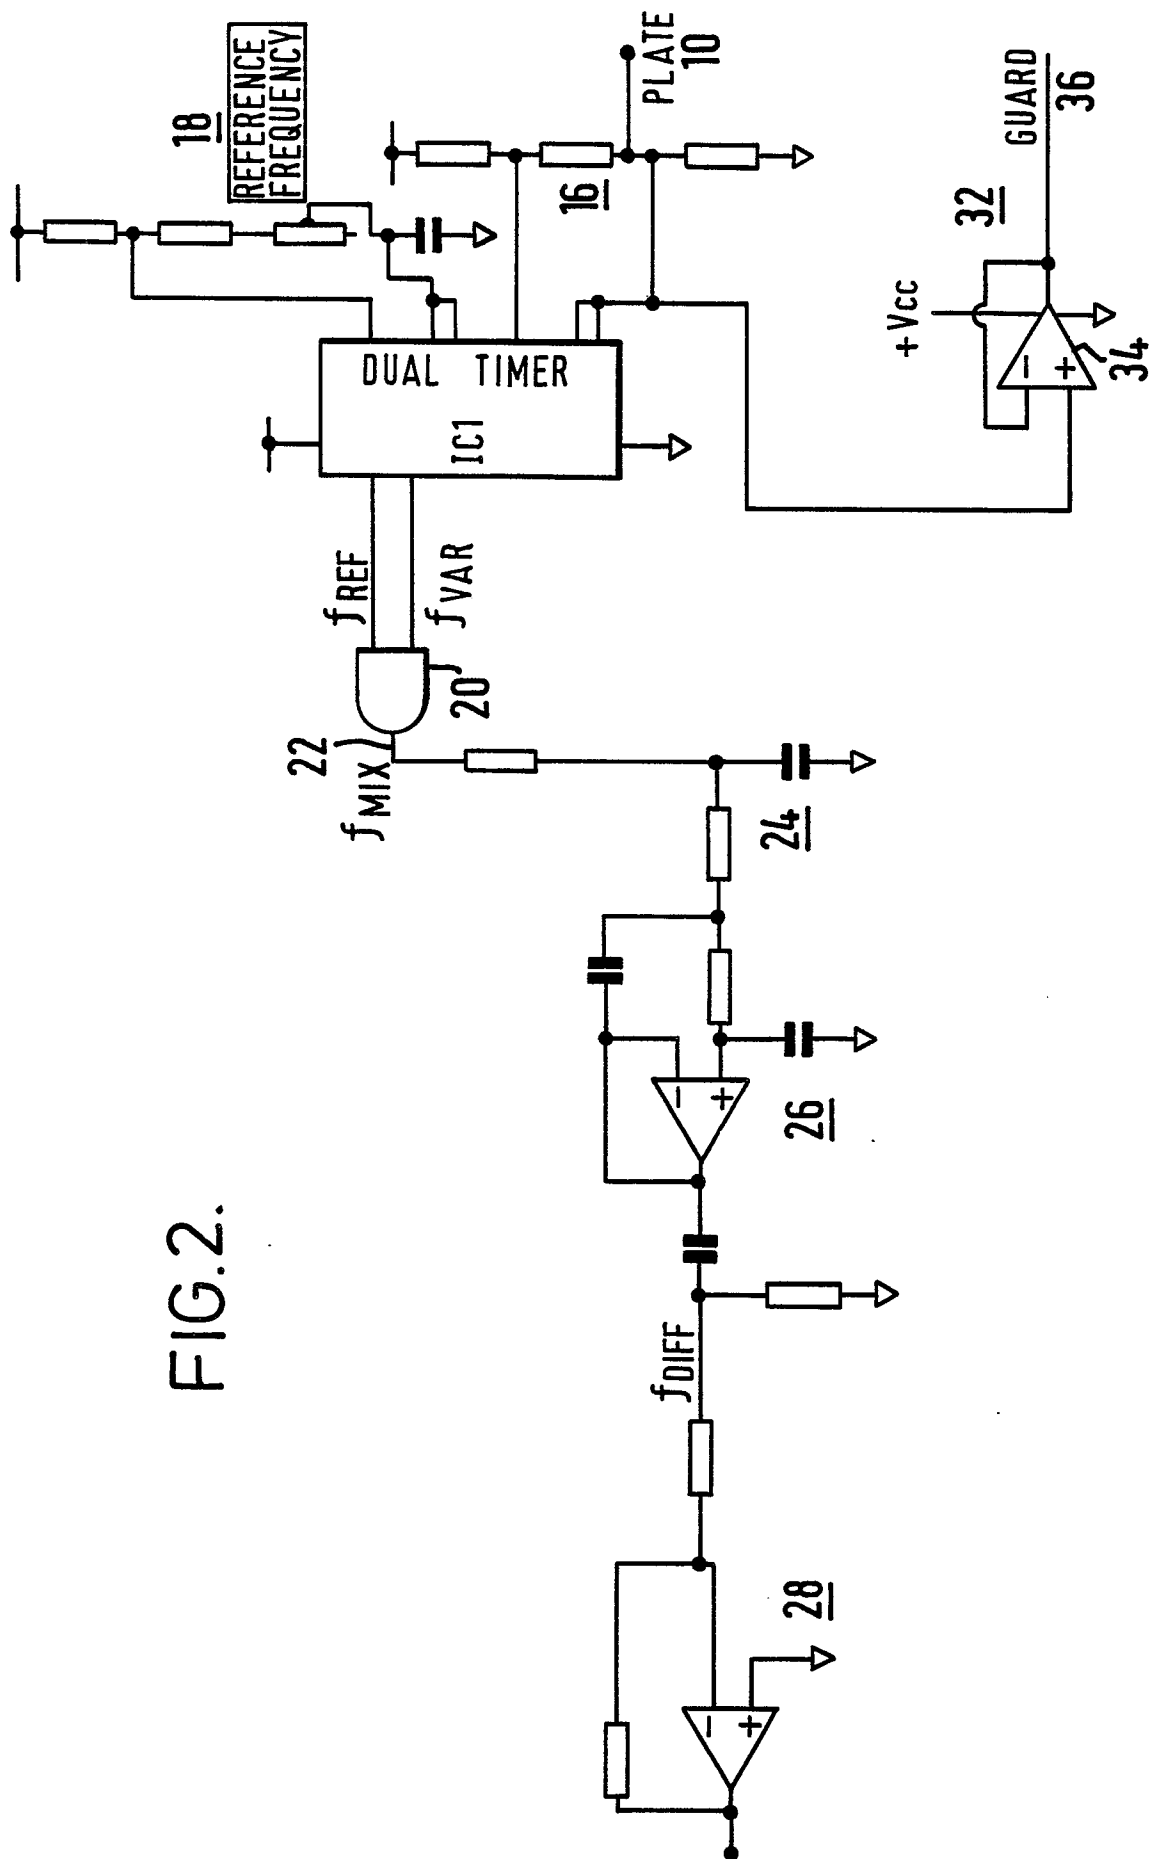 FIG.2.
18
REFERENCE
FREQUENCY
PLATE
10
16
GUARD
36
32
+Vcc
34
−
+
DUAL TIMER
IC1
fREF
fVAR
20
22
fMIX
24
−
+
26
fDIFF
28
−
+